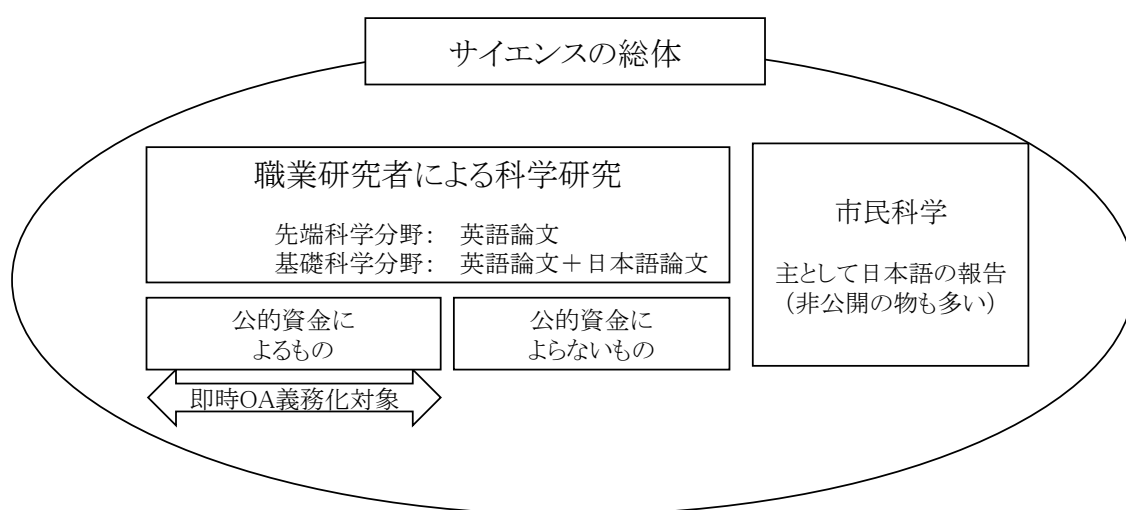 サイエンスの総体
職業研究者による科学研究
先端科学分野： 英語論文
基礎科学分野： 英語論文＋日本語論文
市民科学
主として日本語の報告
（非公開の物も多い）
公的資金に
よるもの
公的資金に
よらないもの
即時OA義務化対象